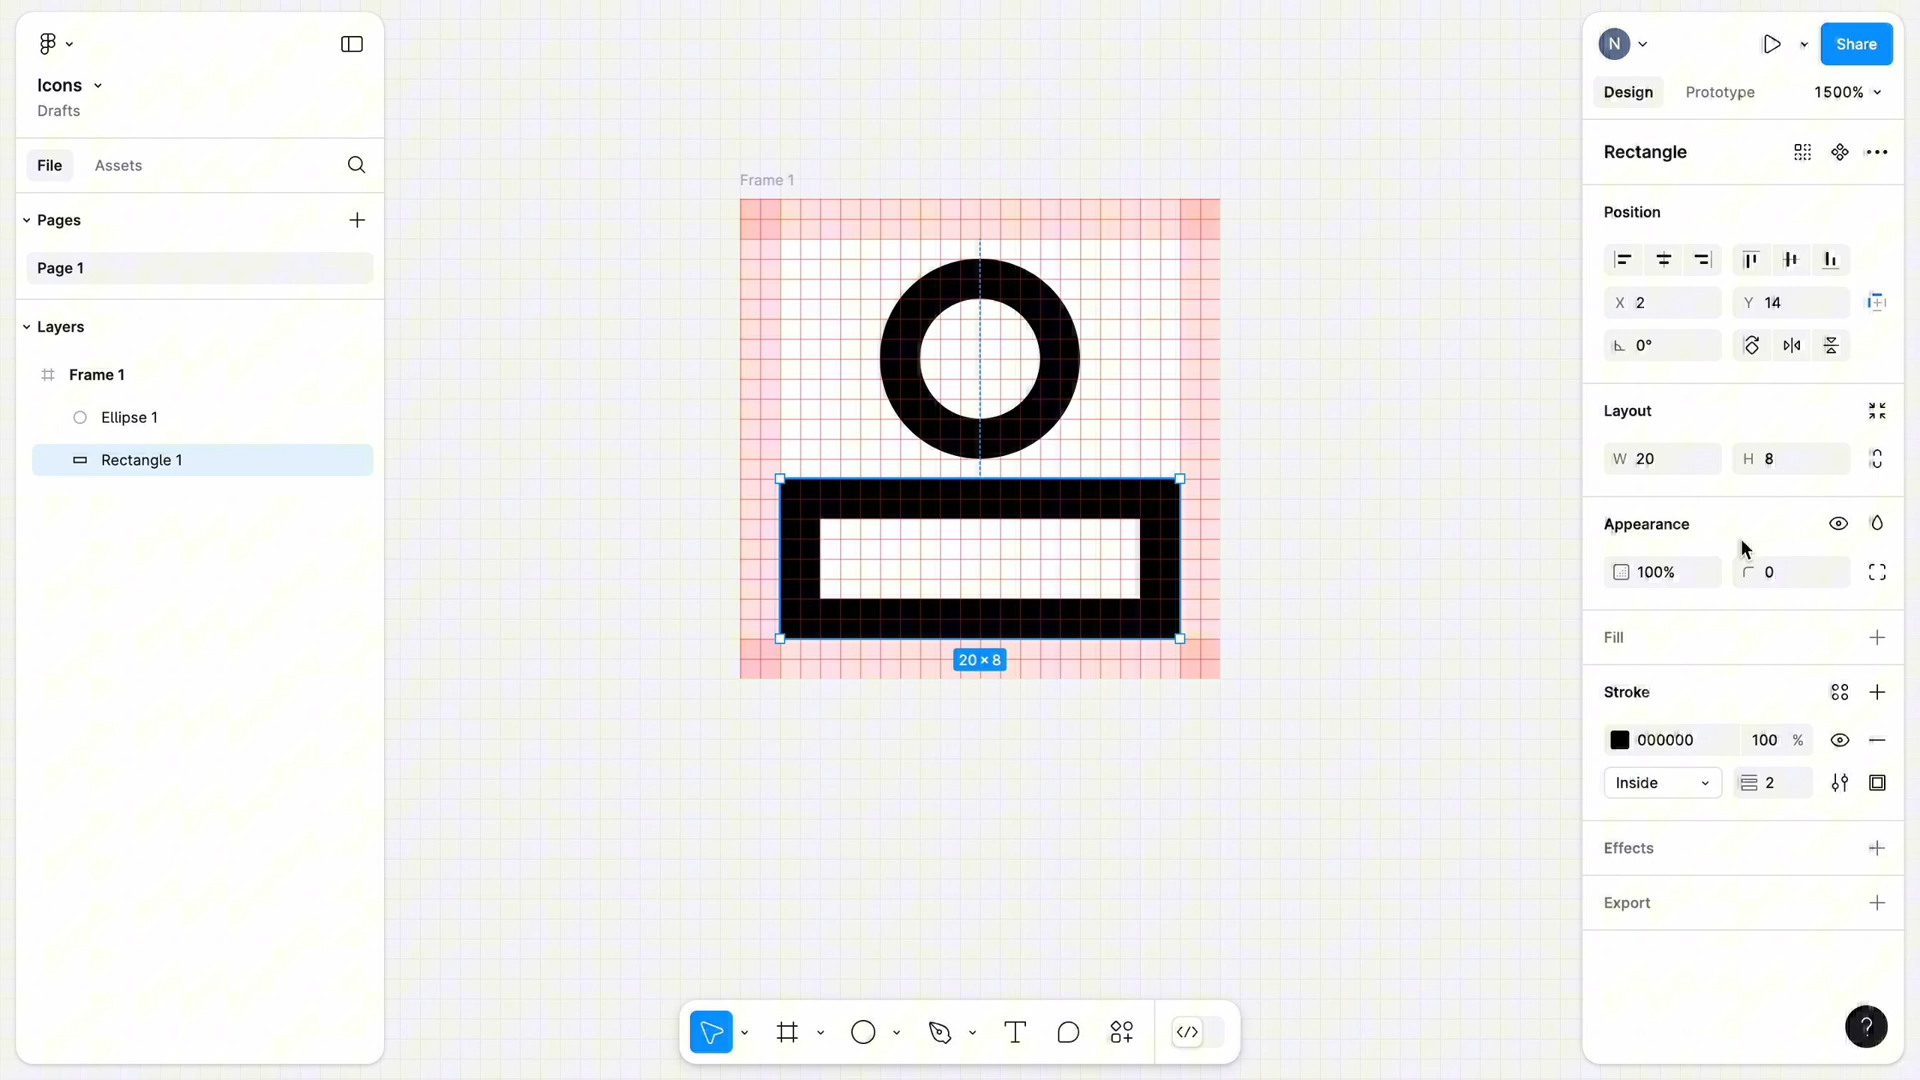 Icons
Drafts
File Assets
Pages
Page 1
Layers
Frame 1
Ellipse 1
Rectangle 1
Frame 1
20 × 8
N
Share
Design Prototype 1500%
Rectangle
Position
X 2 Y 14
0°
Layout
W 20 H 8
Appearance
100% 0
Fill
Stroke
000000 100 %
Inside 2
Effects
Export
?